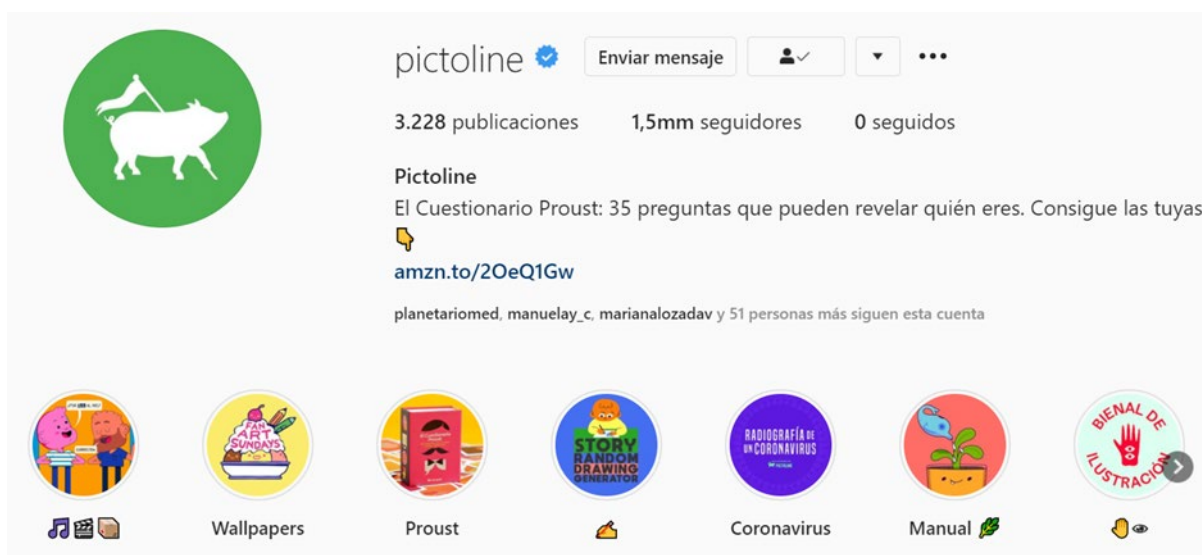 pictoline Enviar mensaje
3.228 publicaciones 1,5mm seguidores 0 seguidos
Pictoline
El Cuestionario Proust: 35 preguntas que pueden revelar quién eres. Consigue las tuyas
👇
amzn.to/2OeQ1Gw
planetariomed, manuelay_c, marianalozadav y 51 personas más siguen esta cuenta
FAN
ART
SUNDAYS
STORY
RANDOM
DRAWING
GENERATOR
RADIOGRAFÍA DE
UN CORONAVIRUS
BIENAL DE
ILUSTRACIÓN
🎵🎬📦 Wallpapers Proust ✍️ Coronavirus Manual 🌿 🤚👁